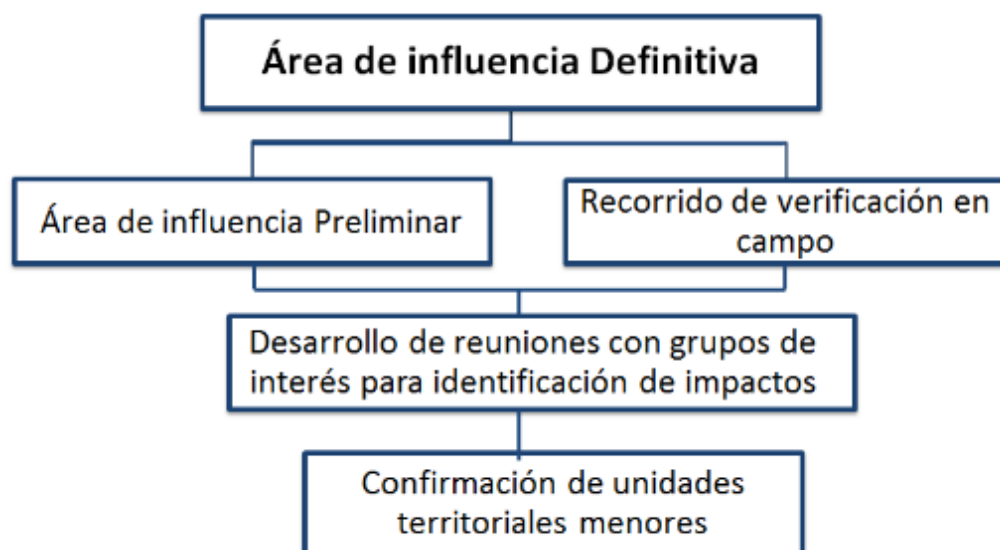 Área de influencia Definitiva
Área de influencia Preliminar
Recorrido de verificación en
campo
Desarrollo de reuniones con grupos de
interés para identificación de impactos
Confirmación de unidades
territoriales menores